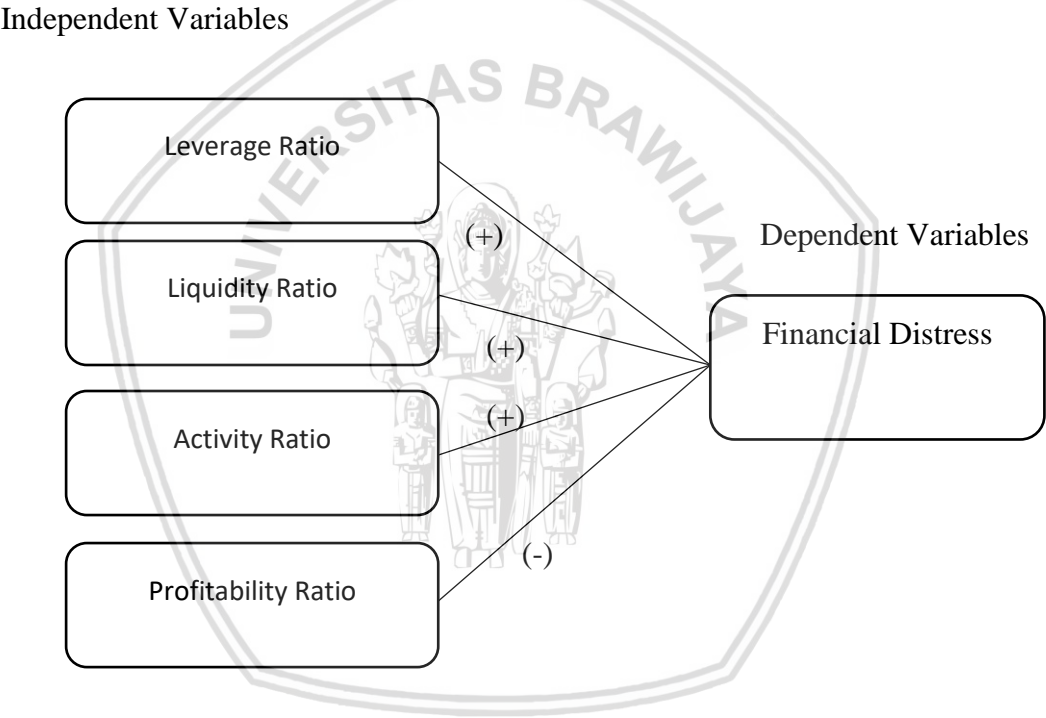 Independent Variables
UNIVERSITAS BRAWIJAYA
Leverage Ratio
(+)
Dependent Variables
Liquidity Ratio
Financial Distress
(+)
(+)
Activity Ratio
(-)
Profitability Ratio